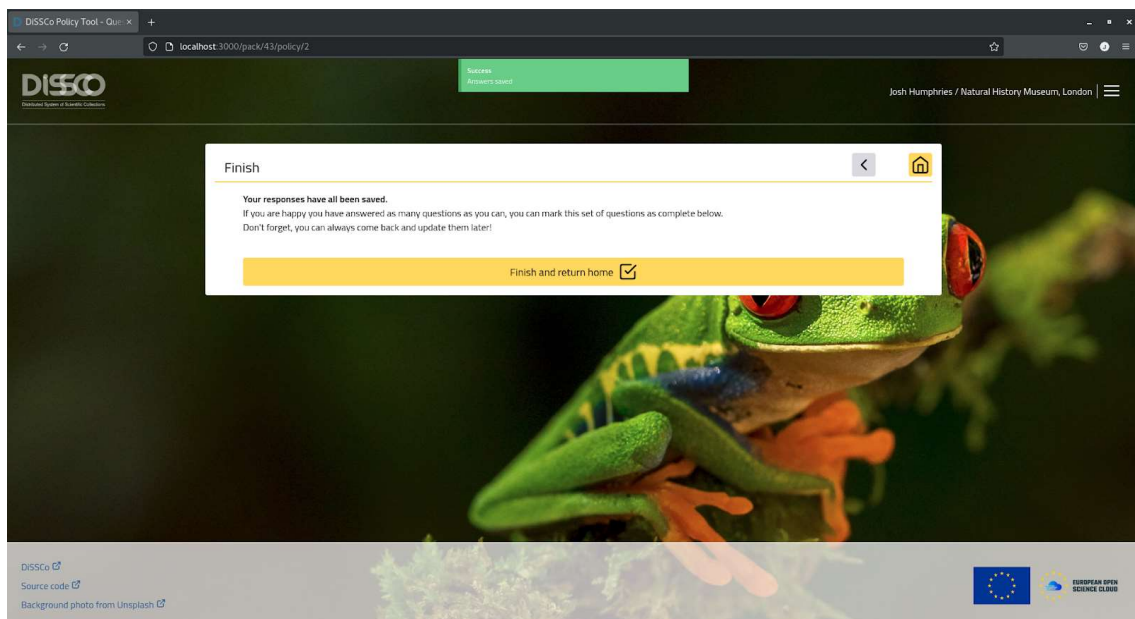 DiSSCo Policy Tool - Que
localhost:3000/pack/43/policy/2
Success
Answers saved
DiSSCo
Distributed System of Scientific Collections
Josh Humphries / Natural History Museum, London
Finish
Your responses have all been saved.
If you are happy you have answered as many questions as you can, you can mark this set of questions as complete below.
Don't forget, you can always come back and update them later!
Finish and return home
DiSSCo
Source code
Background photo from Unsplash
EUROPEAN OPEN
SCIENCE CLOUD